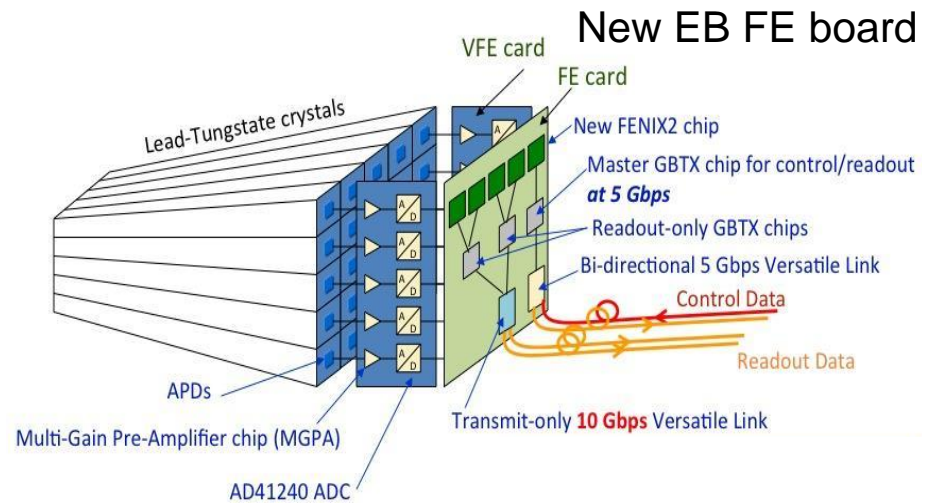 New EB FE board
VFE card
FE card
Lead-Tungstate crystals
New FENIX2 chip
Master GBTX chip for control/readout
at 5 Gbps
Readout-only GBTX chips
Bi-directional 5 Gbps Versatile Link
Control Data
Readout Data
A
A
D
A
D
A
D
A
D
A
D
APDs
Transmit-only 10 Gbps Versatile Link
Multi-Gain Pre-Amplifier chip (MGPA)
AD41240 ADC